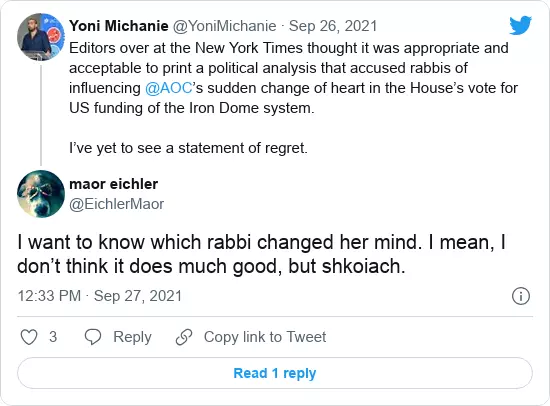 Yoni Michanie @YoniMichanie · Sep 26, 2021
Editors over at the New York Times thought it was appropriate and
acceptable to print a political analysis that accused rabbis of
influencing @AOC's sudden change of heart in the House's vote for
US funding of the Iron Dome system.
I've yet to see a statement of regret.
maor eichler
@EichlerMaor
I want to know which rabbi changed her mind. I mean, I
don't think it does much good, but shkoiach.
12:33 PM · Sep 27, 2021
3 Reply Copy link to Tweet
Read 1 reply